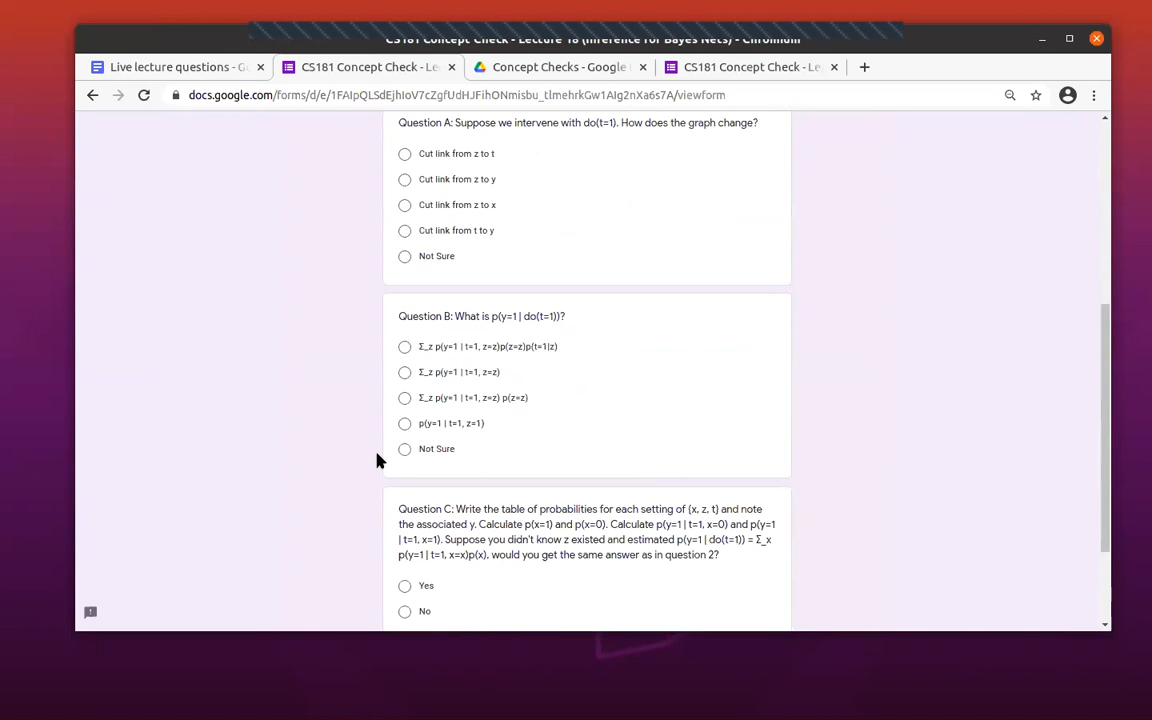 CS181 Concept Check - Lecture 18 (Inference for Bayes Nets) - Chromium
Live lecture questions - Go
CS181 Concept Check - Le
Concept Checks - Google
CS181 Concept Check - Le
docs.google.com/forms/d/e/1FAIpQLSdEjhIoV7cZgfUdHJFihONmisbu_tlmehrkGw1AIg2nXa6s7A/viewform
Question A: Suppose we intervene with do(t=1). How does the graph change?
Cut link from z to t
Cut link from z to y
Cut link from z to x
Cut link from t to y
Not Sure
Question B: What is p(y=1 | do(t=1))?
Σ_z p(y=1 | t=1, z=z)p(z=z)p(t=1|z)
Σ_z p(y=1 | t=1, z=z)
Σ_z p(y=1 | t=1, z=z) p(z=z)
p(y=1 | t=1, z=1)
Not Sure
Question C: Write the table of probabilities for each setting of {x, z, t} and note
the associated y. Calculate p(x=1) and p(x=0). Calculate p(y=1 | t=1, x=0) and p(y=1
| t=1, x=1). Suppose you didn't know z existed and estimated p(y=1 | do(t=1)) = Σ_x
p(y=1 | t=1, x=x)p(x), would you get the same answer as in question 2?
Yes
No